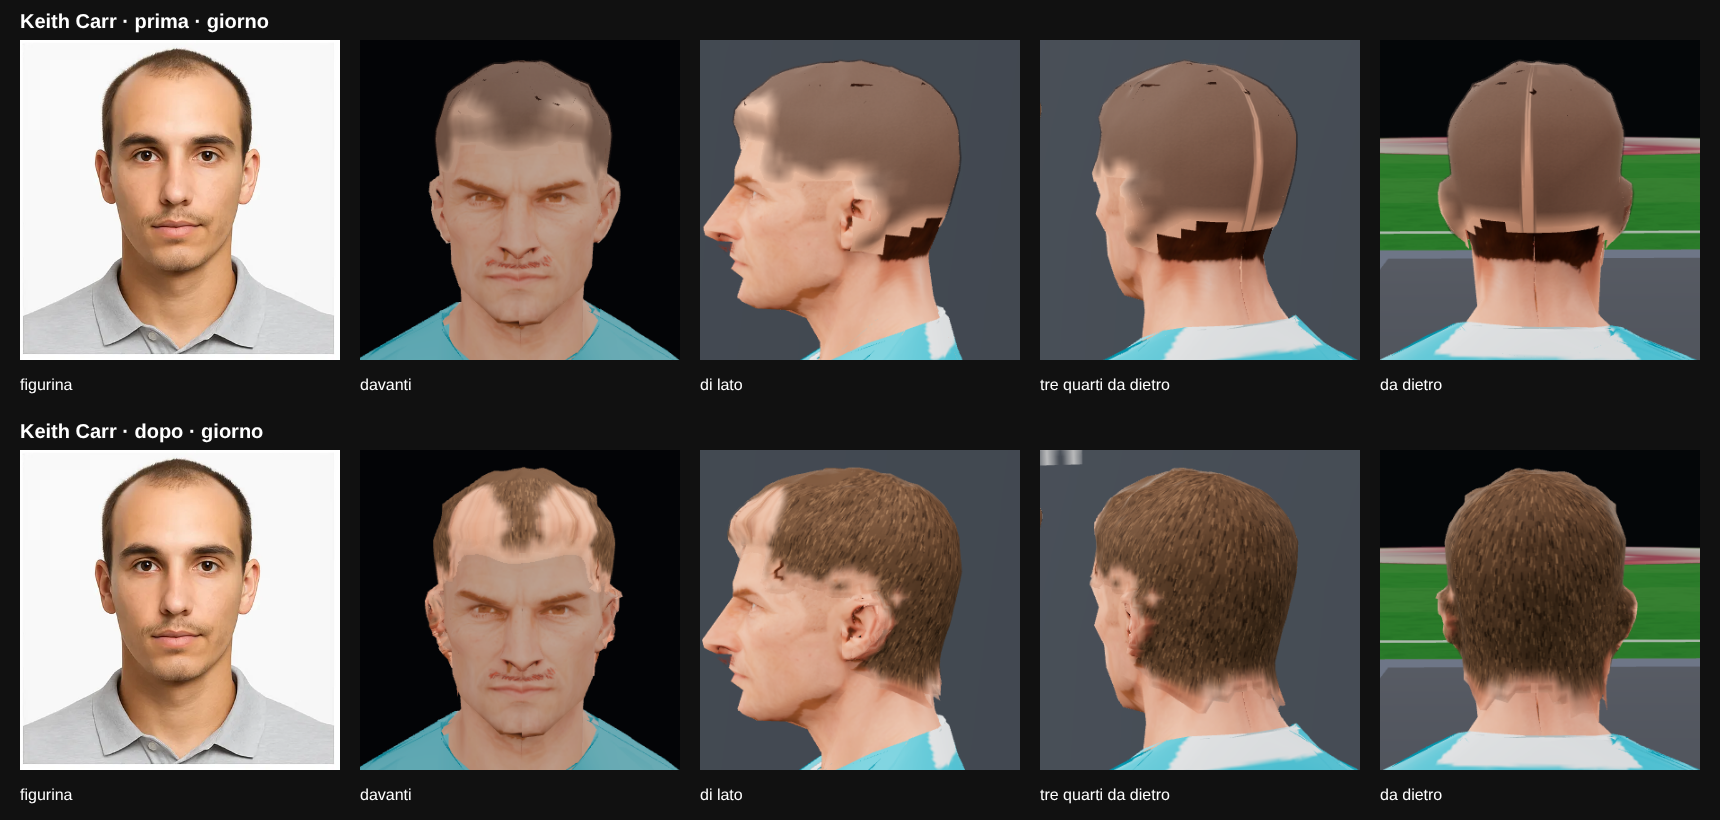 Keith Carr · prima · giorno
figurina davanti di lato tre quarti da dietro da dietro
Keith Carr · dopo · giorno
figurina davanti di lato tre quarti da dietro da dietro